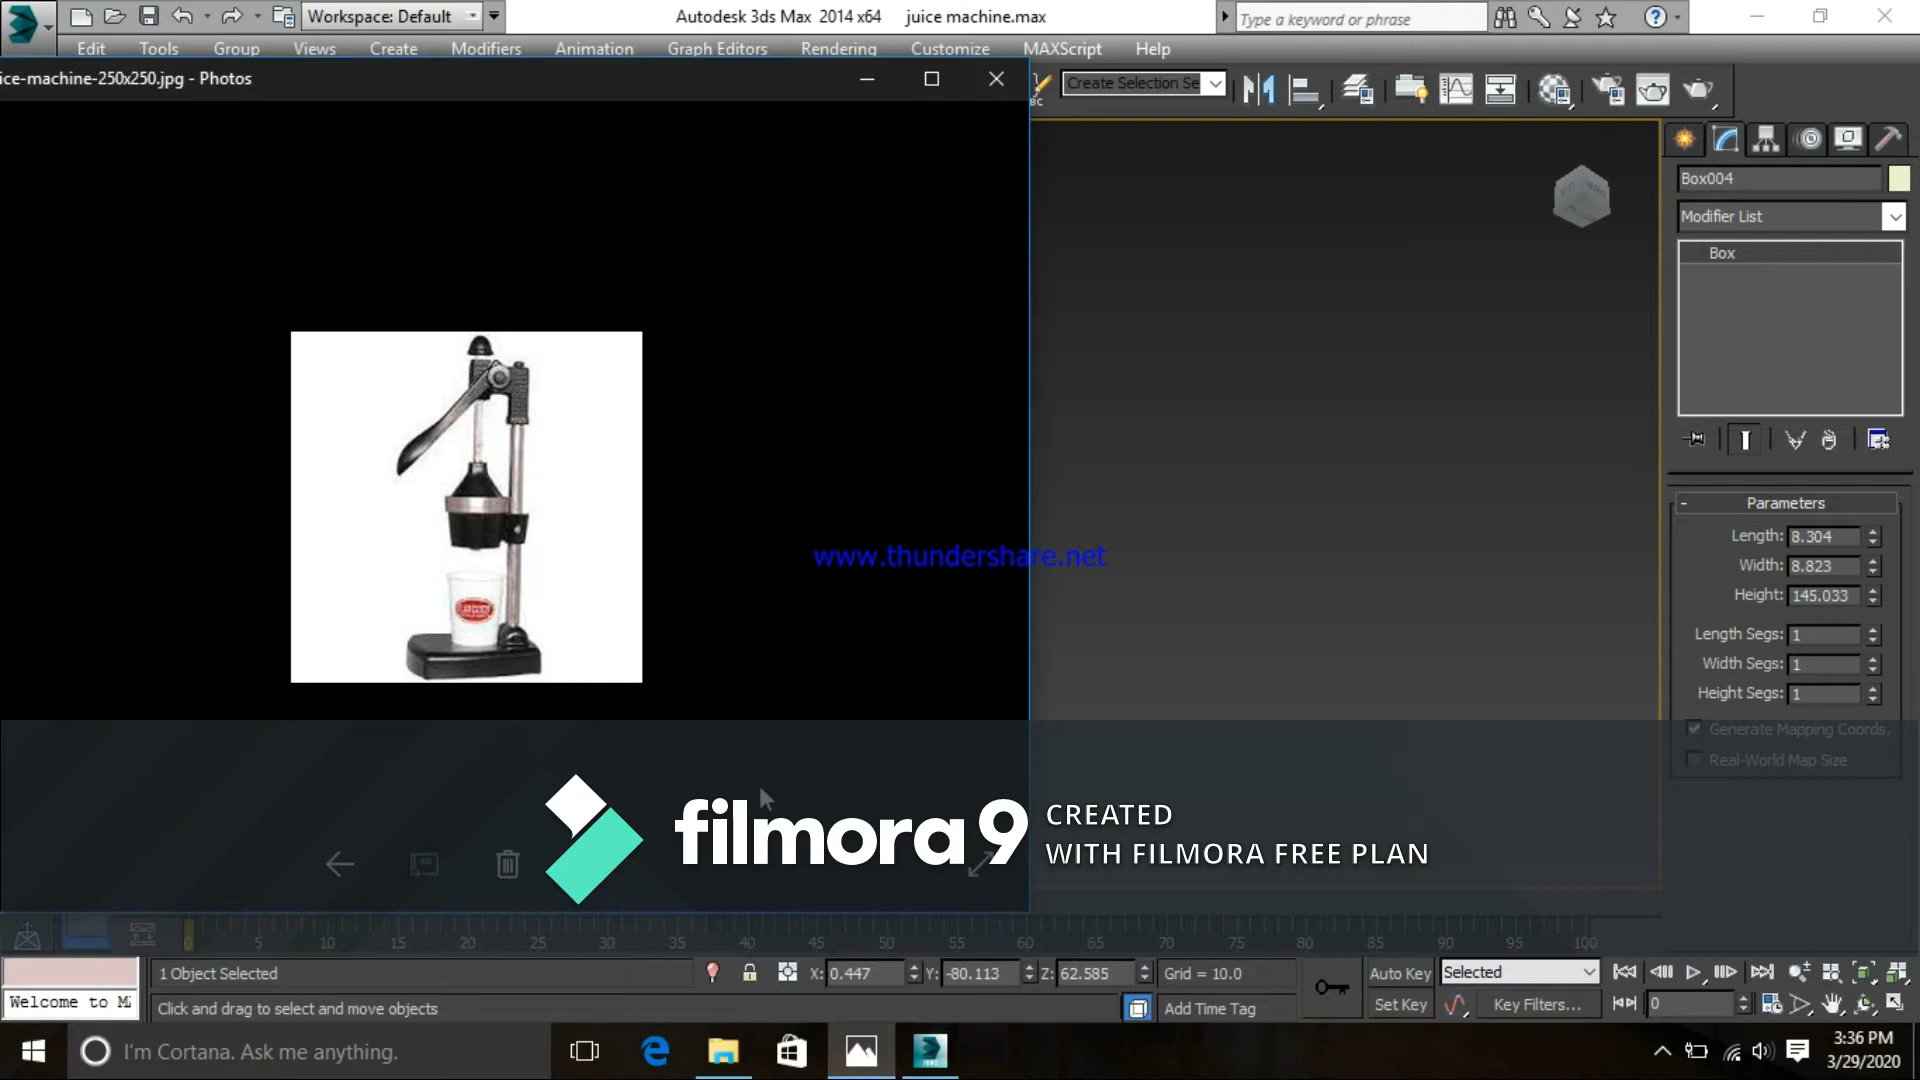 Workspace: Default
Autodesk 3ds Max 2014 x64 juice machine.max
Type a keyword or phrase
Edit Tools Group Views Create Modifiers Animation Graph Editors Rendering Customize MAXScript Help
ice-machine-250x250.jpg - Photos
Create Selection Se
Box004
Modifier List
Box
Parameters
Length: 8.304
Width: 8.823
Height: 145.033
Length Segs: 1
Width Segs: 1
Height Segs: 1
Generate Mapping Coords.
Real-World Map Size
www.thundershare.net
filmora9 CREATED
WITH FILMORA FREE PLAN
0 5 10 15 20 25 30 35 40 45 50 55 60 65 70 75 80 85 90 95 100
1 Object Selected X: 0.447 Y: -80.113 Z: 62.585 Grid = 10.0 Auto Key Selected
Welcome to M
Click and drag to select and move objects Add Time Tag Set Key Key Filters... 0
I'm Cortana. Ask me anything.
3:36 PM
3/29/2020